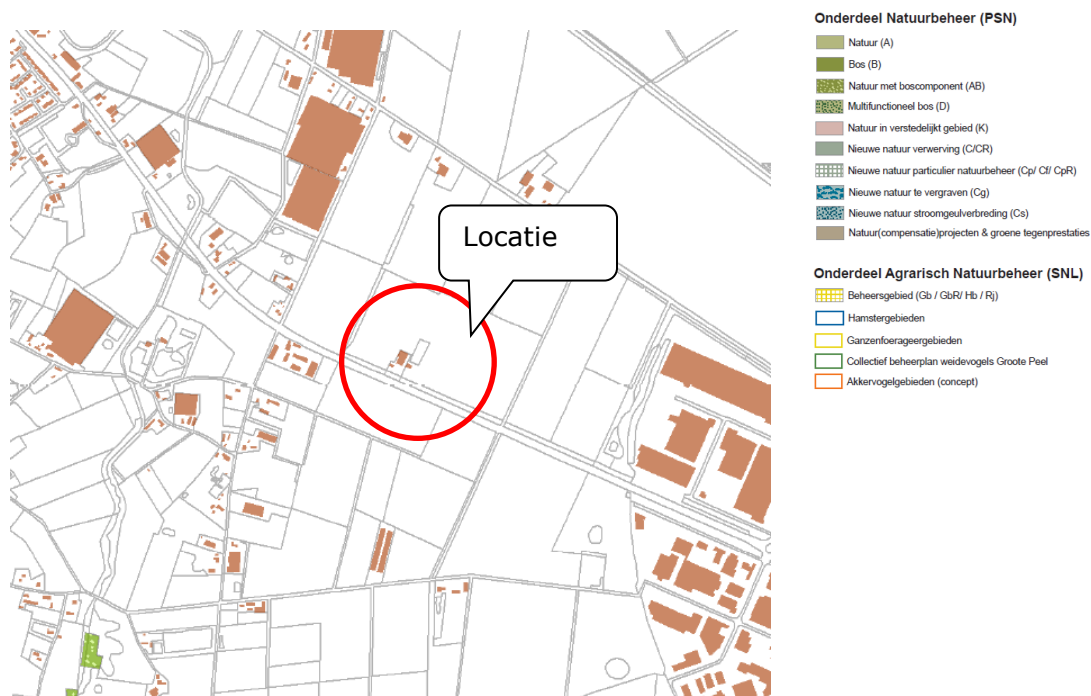 Locatie
Onderdeel Natuurbeheer (PSN)
Natuur (A)
Bos (B)
Natuur met boscomponent (AB)
Multifunctioneel bos (D)
Natuur in verstedelijkt gebied (K)
Nieuwe natuur verwerving (C/CR)
Nieuwe natuur particulier natuurbeheer (Cp/ Cf/ CpR)
Nieuwe natuur te vergraven (Cg)
Nieuwe natuur stroomgeulverbreding (Cs)
Natuur(compensatie)projecten & groene tegenprestaties
Onderdeel Agrarisch Natuurbeheer (SNL)
Beheersgebied (Gb / GbR/ Hb / Rj)
Hamstergebieden
Ganzenfoerageergebieden
Collectief beheerplan weidevogels Groote Peel
Akkervogelgebieden (concept)